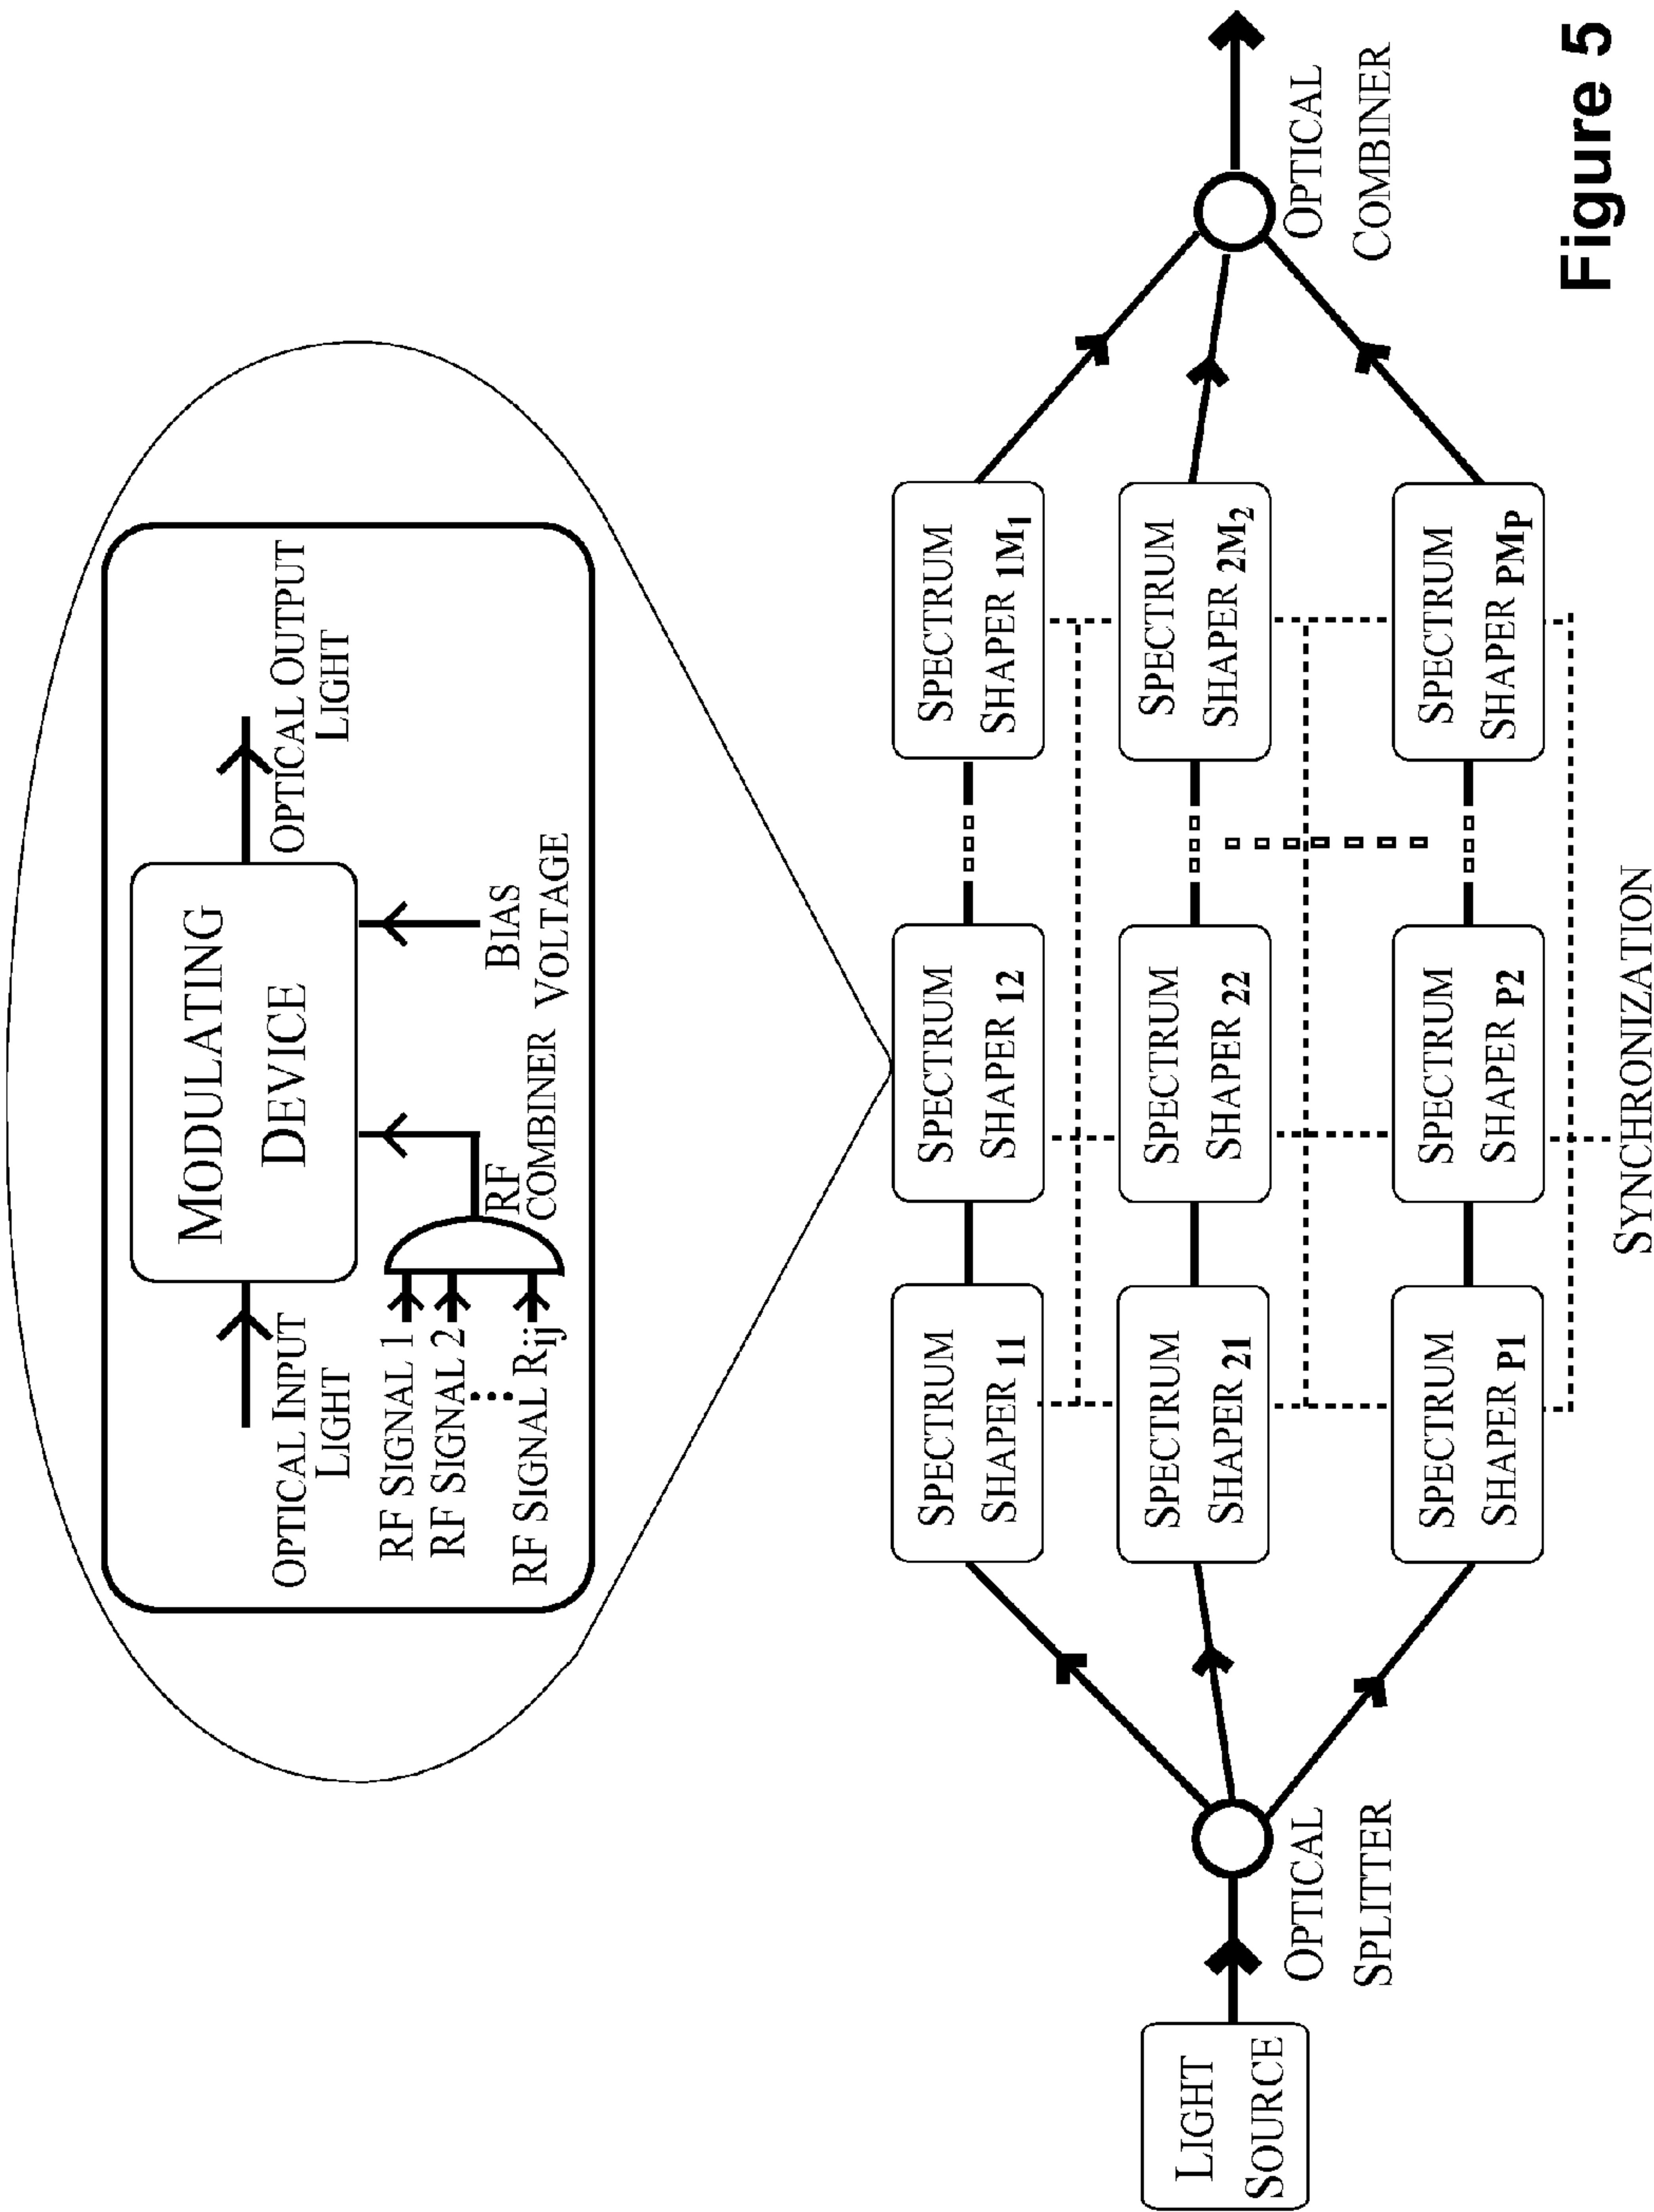 MODULATING
DEVICE
OPTICAL INPUT
LIGHT
OPTICAL OUTPUT
LIGHT
RF SIGNAL 1
RF SIGNAL 2
RF SIGNAL Rij
RF
COMBINER
BIAS
VOLTAGE
SPECTRUM
SHAPER 11
SPECTRUM
SHAPER 12
SPECTRUM
SHAPER 1M1
SPECTRUM
SHAPER 21
SPECTRUM
SHAPER 22
SPECTRUM
SHAPER 2M2
SPECTRUM
SHAPER P1
SPECTRUM
SHAPER P2
SPECTRUM
SHAPER PMP
LIGHT
SOURCE
OPTICAL
SPLITTER
OPTICAL
COMBINER
SYNCHRONIZATION
Figure 5